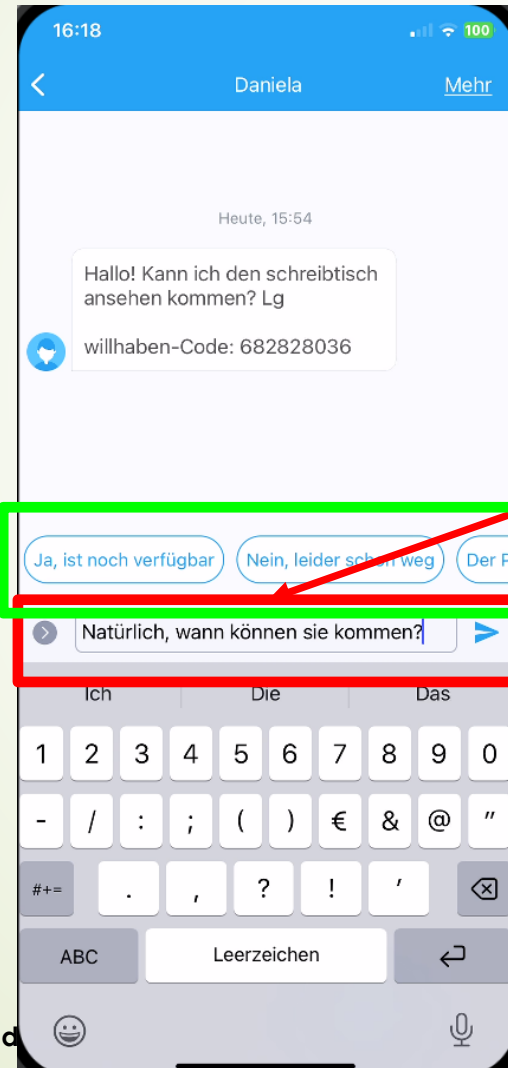 16:18
100
Daniela
Mehr
Heute, 15:54
Hallo! Kann ich den schreibtisch
ansehen kommen? Lg
willhaben-Code: 682828036
Ja, ist noch verfügbar
Nein, leider schon weg
Der P
Natürlich, wann können sie kommen?
Ich Die Das
1 2 3 4 5 6 7 8 9 0
- / : ; ( ) € & @ "
#+= . , ? ! '
ABC Leerzeichen
d